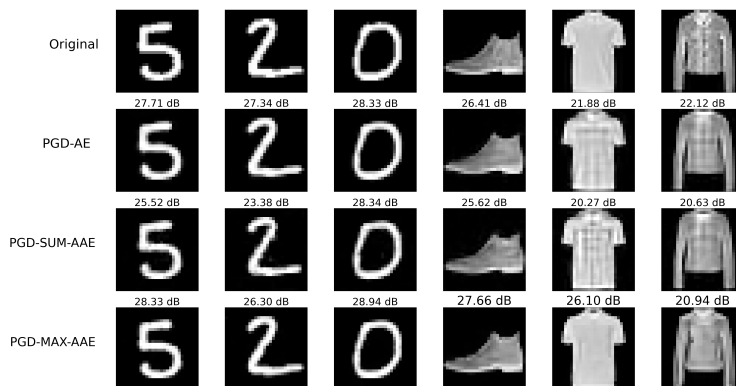 Original
27.71 dB 27.34 dB 28.33 dB 26.41 dB 21.88 dB 22.12 dB
PGD-AE
25.52 dB 23.38 dB 28.34 dB 25.62 dB 20.27 dB 20.63 dB
PGD-SUM-AAE
28.33 dB 26.30 dB 28.94 dB 27.66 dB 26.10 dB 20.94 dB
PGD-MAX-AAE